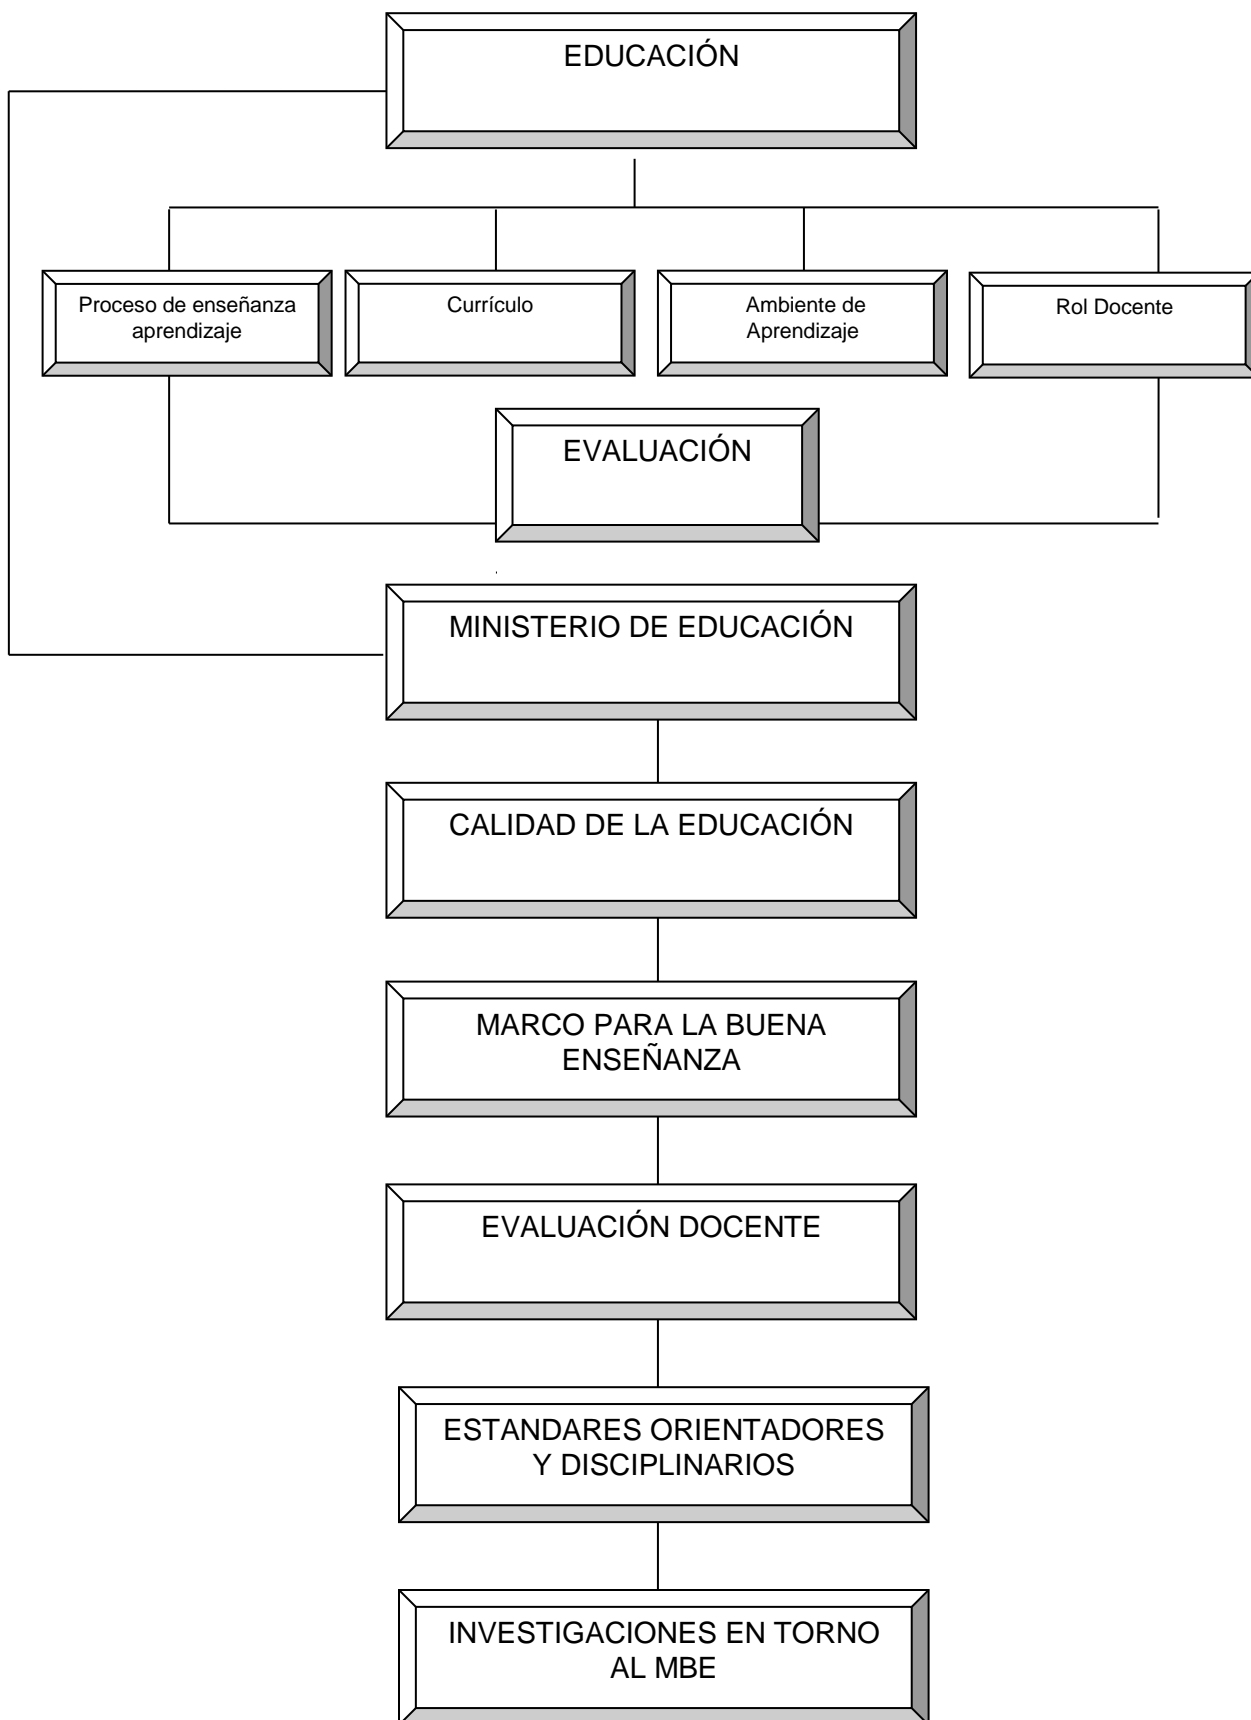 EDUCACIÓN
Proceso de enseñanza
aprendizaje
Currículo
Ambiente de
Aprendizaje
Rol Docente
EVALUACIÓN
MINISTERIO DE EDUCACIÓN
CALIDAD DE LA EDUCACIÓN
MARCO PARA LA BUENA
ENSEÑANZA
EVALUACIÓN DOCENTE
ESTANDARES ORIENTADORES
Y DISCIPLINARIOS
INVESTIGACIONES EN TORNO
AL MBE